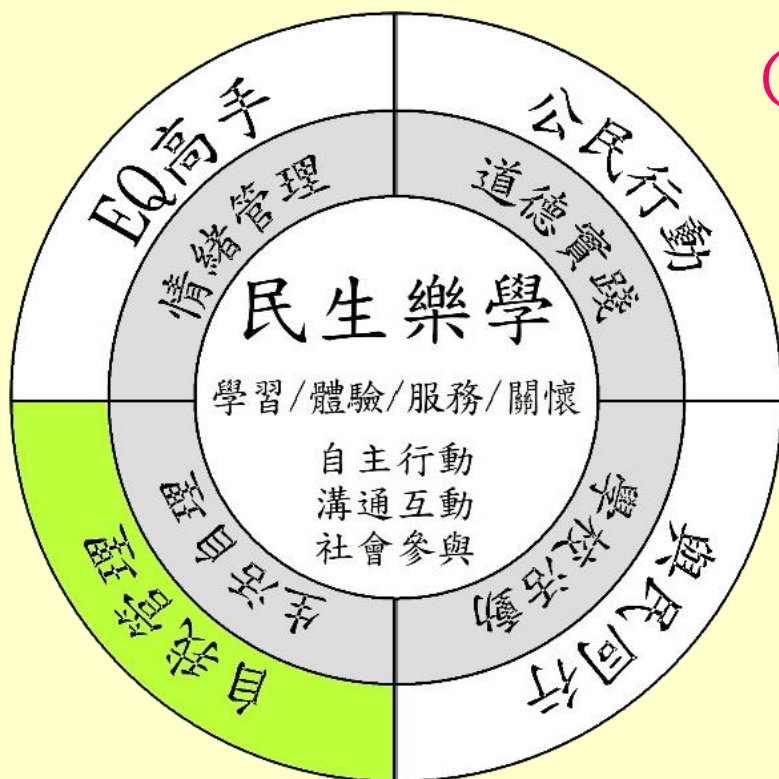 EQ高手
公民行動
情緒管理
道德實踐
民生樂學
學習/體驗/服務/關懷
自主行動
溝通互動
社會參與
生活自理
學校活動
自我管理
與民同行